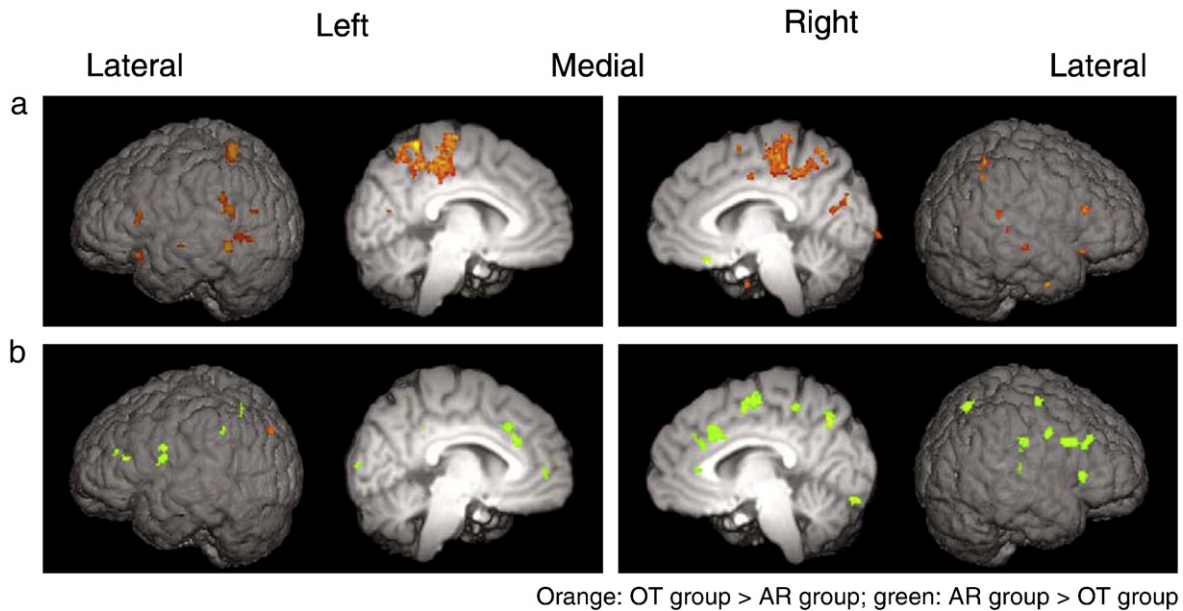 Left
Right
Lateral
Medial
Lateral
a
b
Orange: OT group > AR group; green: AR group > OT group